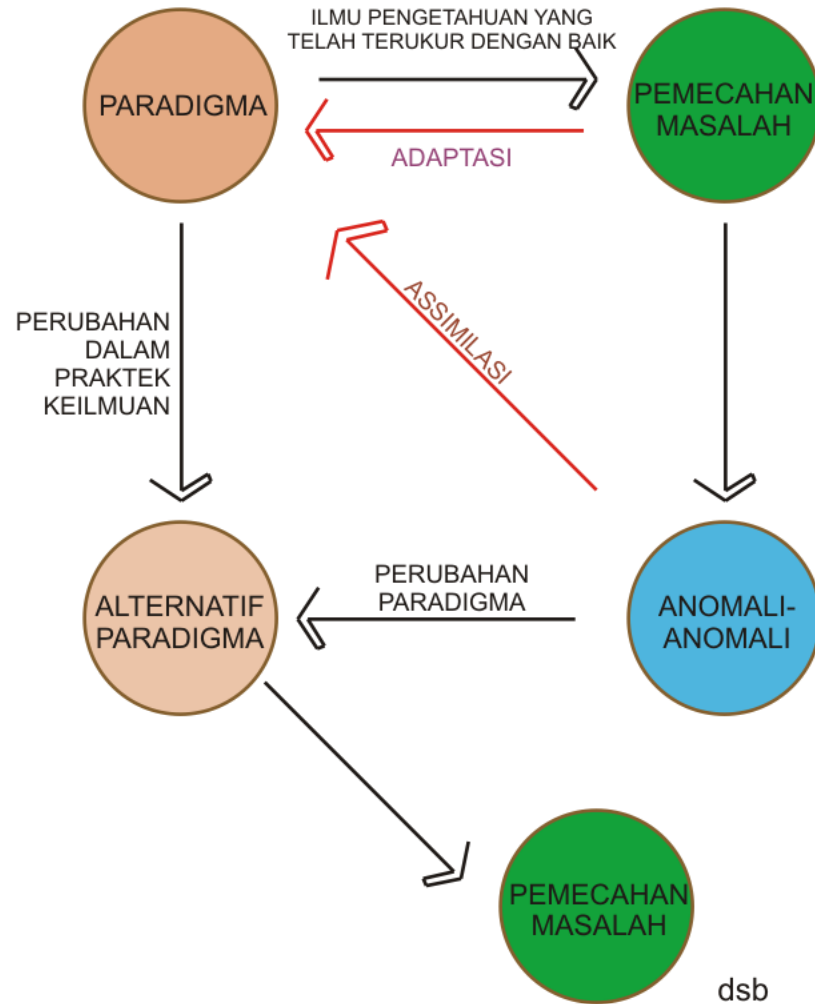 ILMU PENGETAHUAN YANG
TELAH TERUKUR DENGAN BAIK
PARADIGMA
PEMECAHAN
MASALAH
ADAPTASI
ASSIMILASI
PERUBAHAN
DALAM
PRAKTEK
KEILMUAN
ALTERNATIF
PARADIGMA
PERUBAHAN
PARADIGMA
ANOMALI-
ANOMALI
PEMECAHAN
MASALAH
dsb